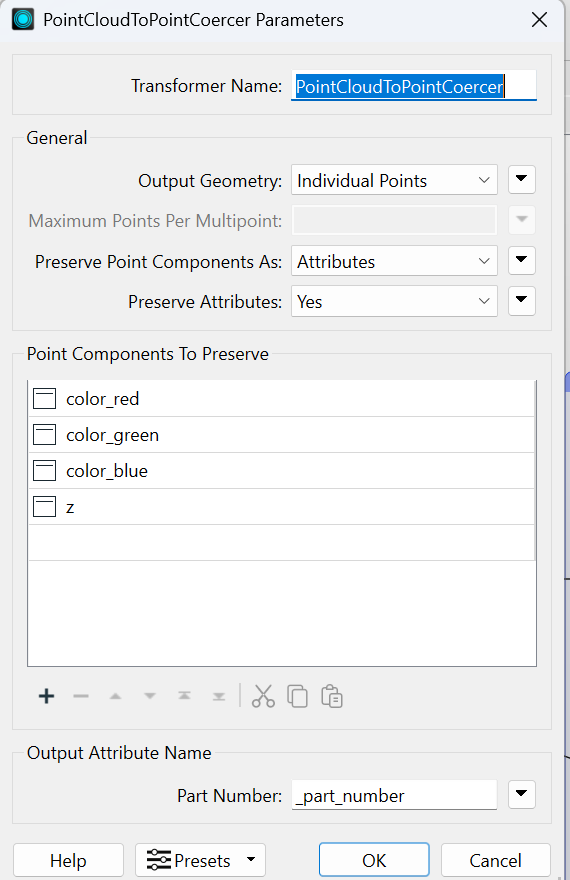 PointCloudToPointCoercer Parameters
Transformer Name: PointCloudToPointCoercer
General
Output Geometry: Individual Points
Maximum Points Per Multipoint:
Preserve Point Components As: Attributes
Preserve Attributes: Yes
Point Components To Preserve
color_red
color_green
color_blue
z
Output Attribute Name
Part Number: _part_number
Help Presets OK Cancel